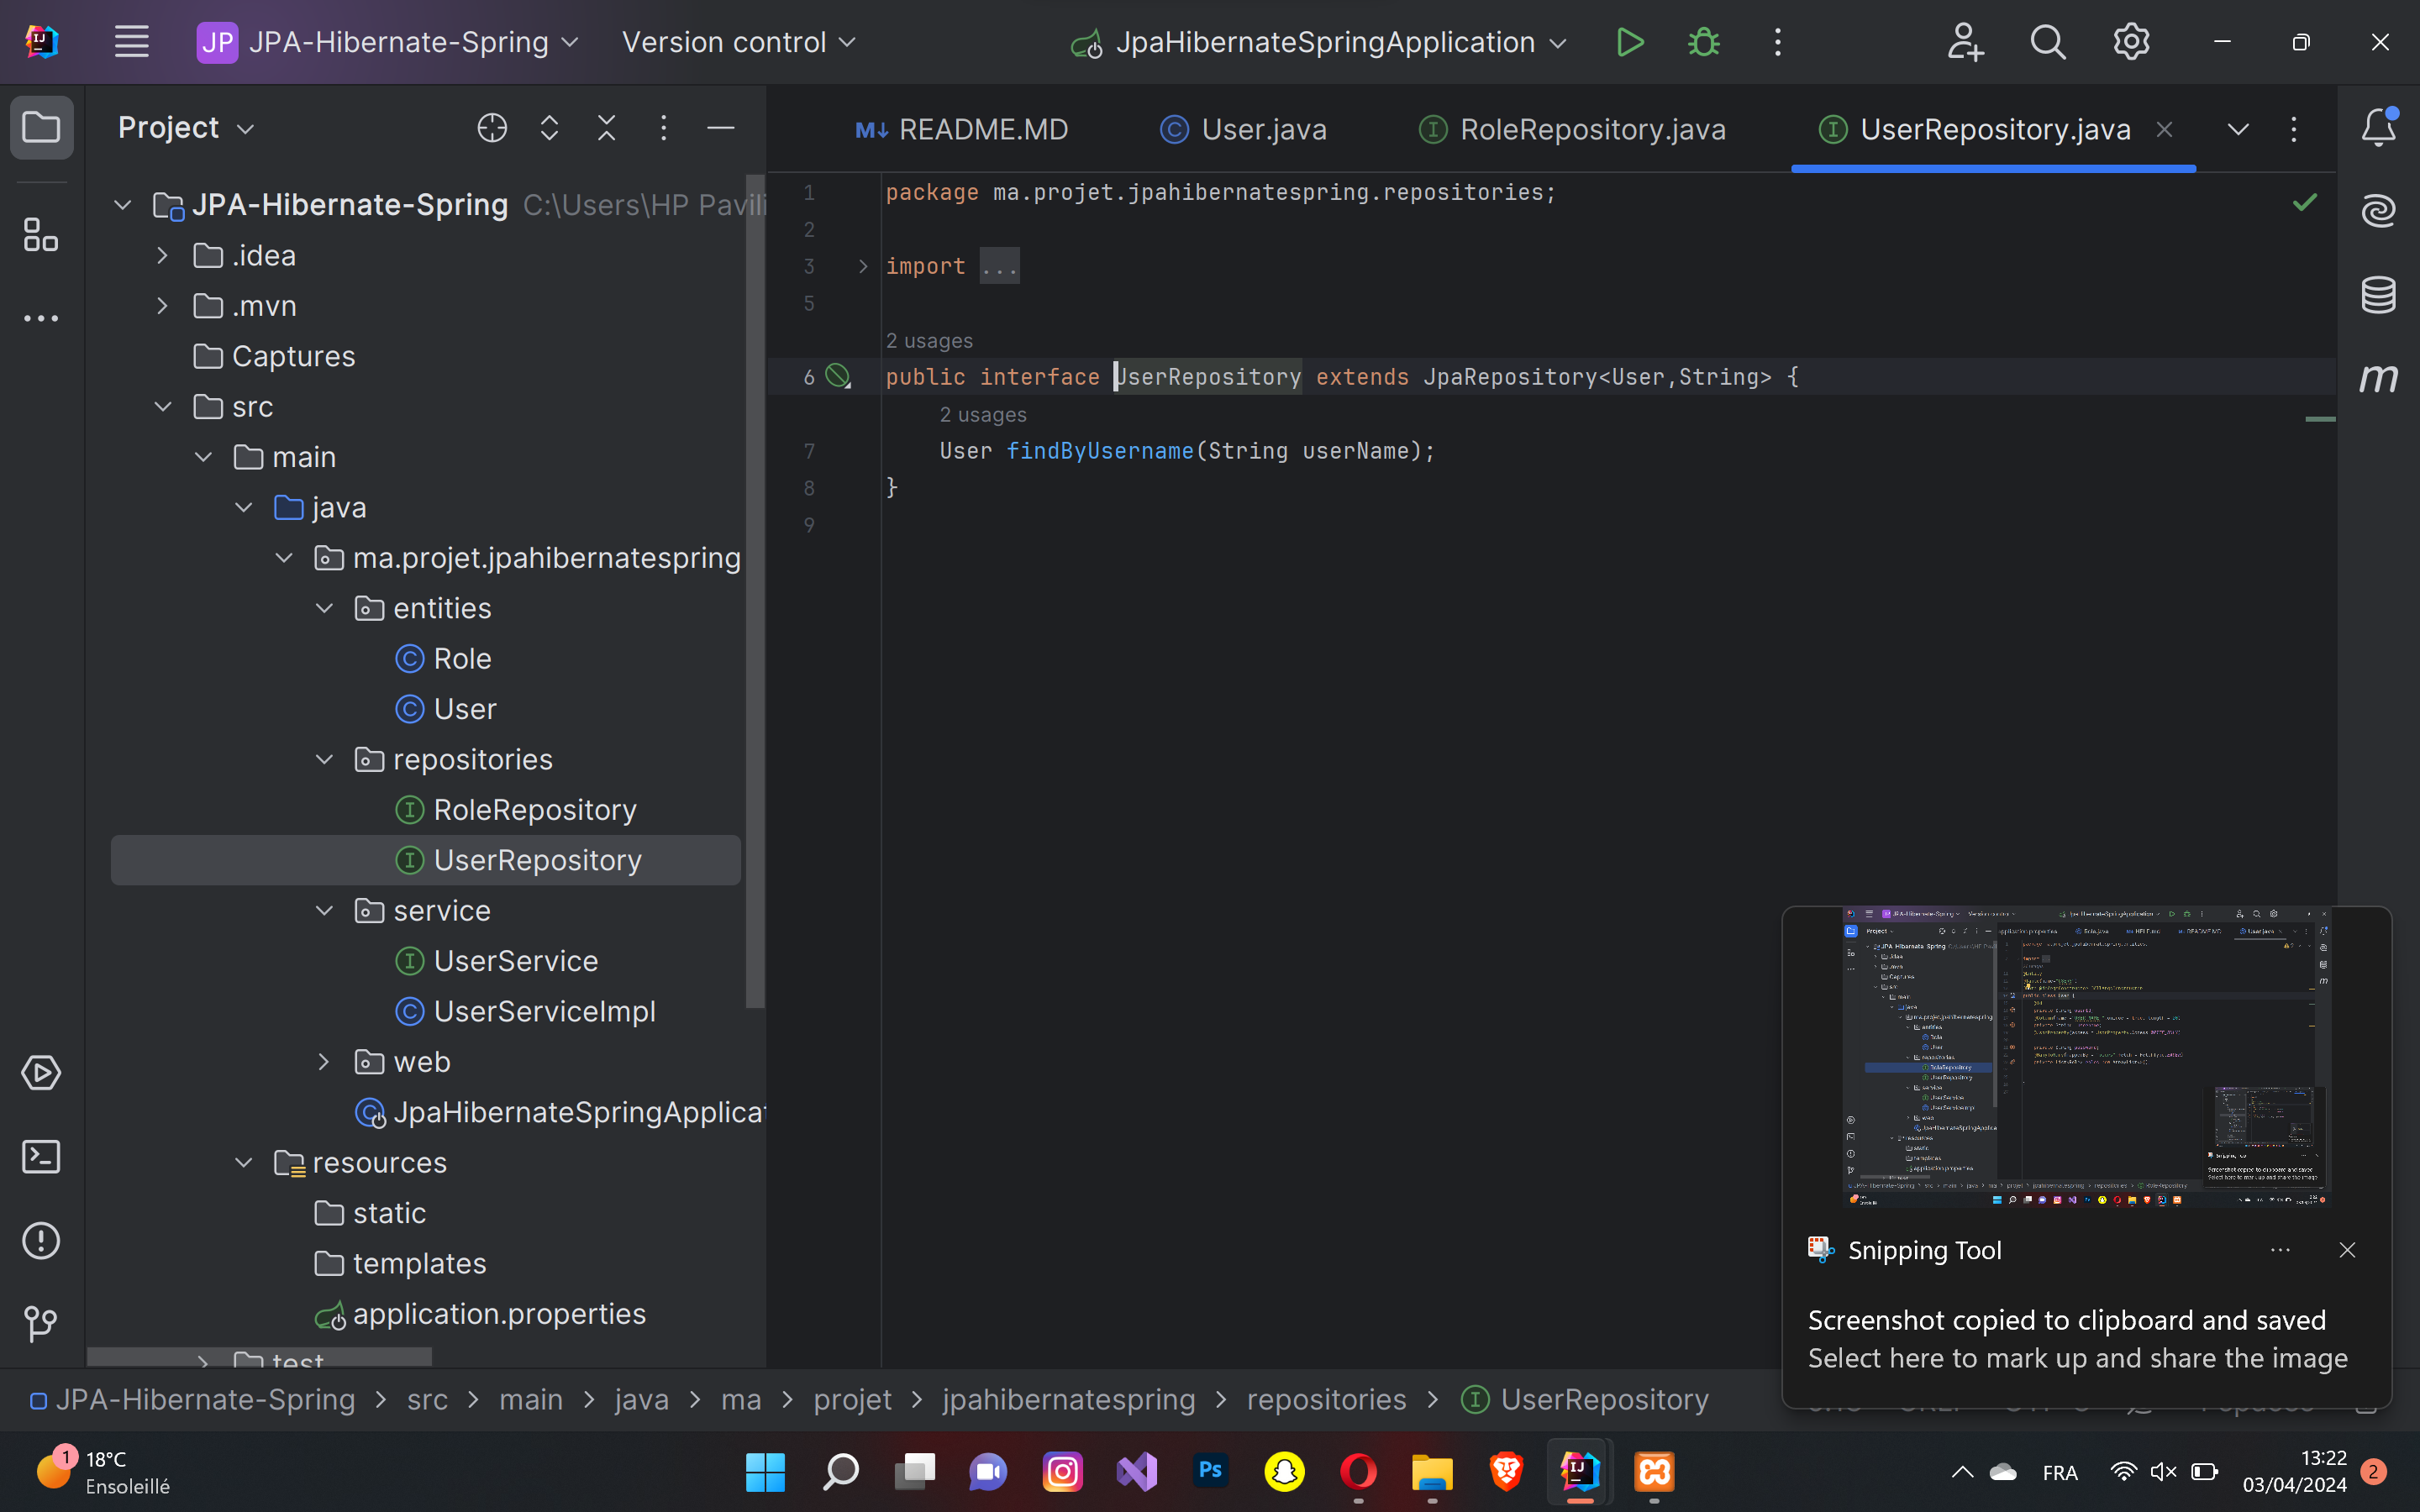 JP JPA-Hibernate-Spring Version control JpaHibernateSpringApplication
Project
README.MD User.java RoleRepository.java UserRepository.java
JPA-Hibernate-Spring C:\Users\HP Pavili
.idea
.mvn
Captures
src
main
java
ma.projet.jpahibernatespring
entities
Role
User
repositories
RoleRepository
UserRepository
service
UserService
UserServiceImpl
web
JpaHibernateSpringApplicat
resources
static
templates
application.properties
test
1 package ma.projet.jpahibernatespring.repositories;
2
3 import ...
5
2 usages
6 public interface UserRepository extends JpaRepository<User,String> {
2 usages
7 User findByUsername(String userName);
8 }
9
Snipping Tool
Screenshot copied to clipboard and saved
Select here to mark up and share the image
JPA-Hibernate-Spring > src > main > java > ma > projet > jpahibernatespring > repositories > UserRepository
1 18°C
Ensoleillé
Ps
FRA
13:22
03/04/2024
2